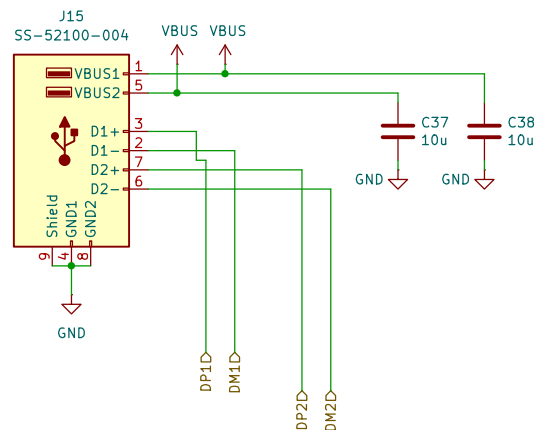 J15
SS-52100-004
VBUS VBUS
VBUS1 1
VBUS2 5
D1+ 3
D1- 2
D2+ 7
D2- 6
Shield GND1 GND2
9 4 8
GND
C37
10u
GND
C38
10u
GND
DP1 DM1
DP2 DM2